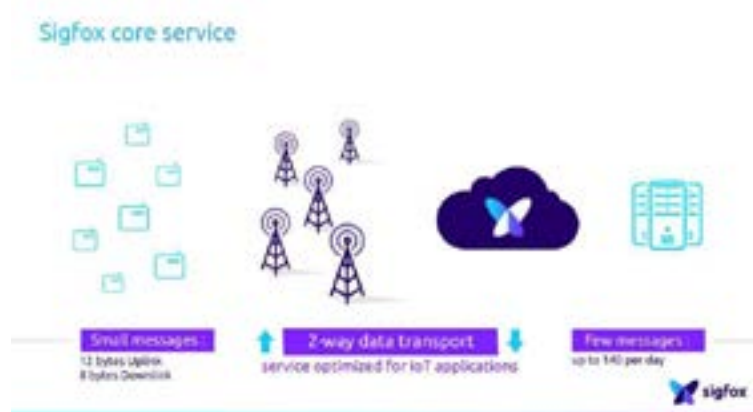 Sigfox core service
Small messages :
12 bytes Uplink
8 bytes Downlink
2-way data transport
service optimized for IoT applications
Few messages :
up to 140 per day
sigfox